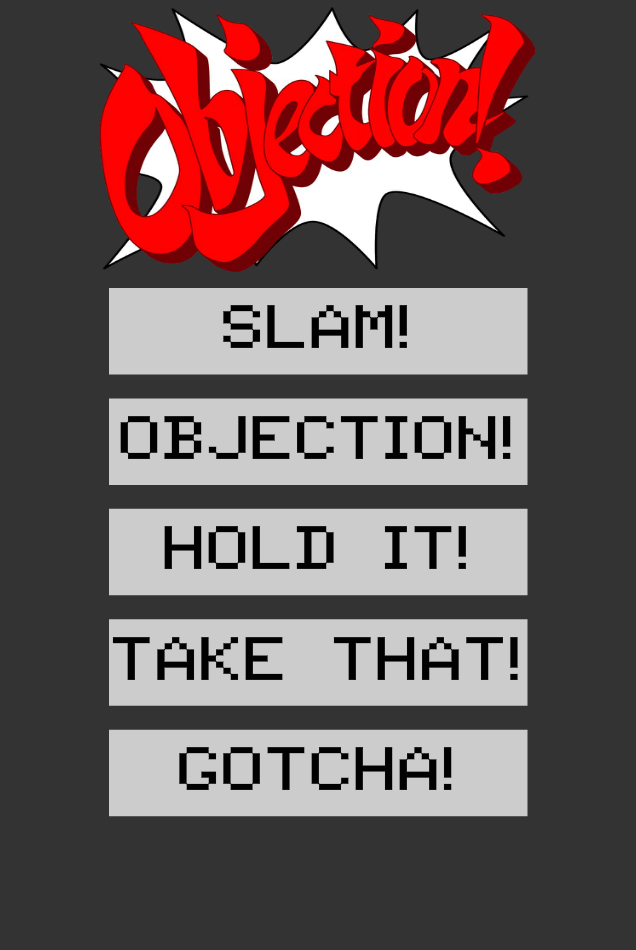 Objection!
SLAM!
OBJECTION!
HOLD IT!
TAKE THAT!
GOTCHA!